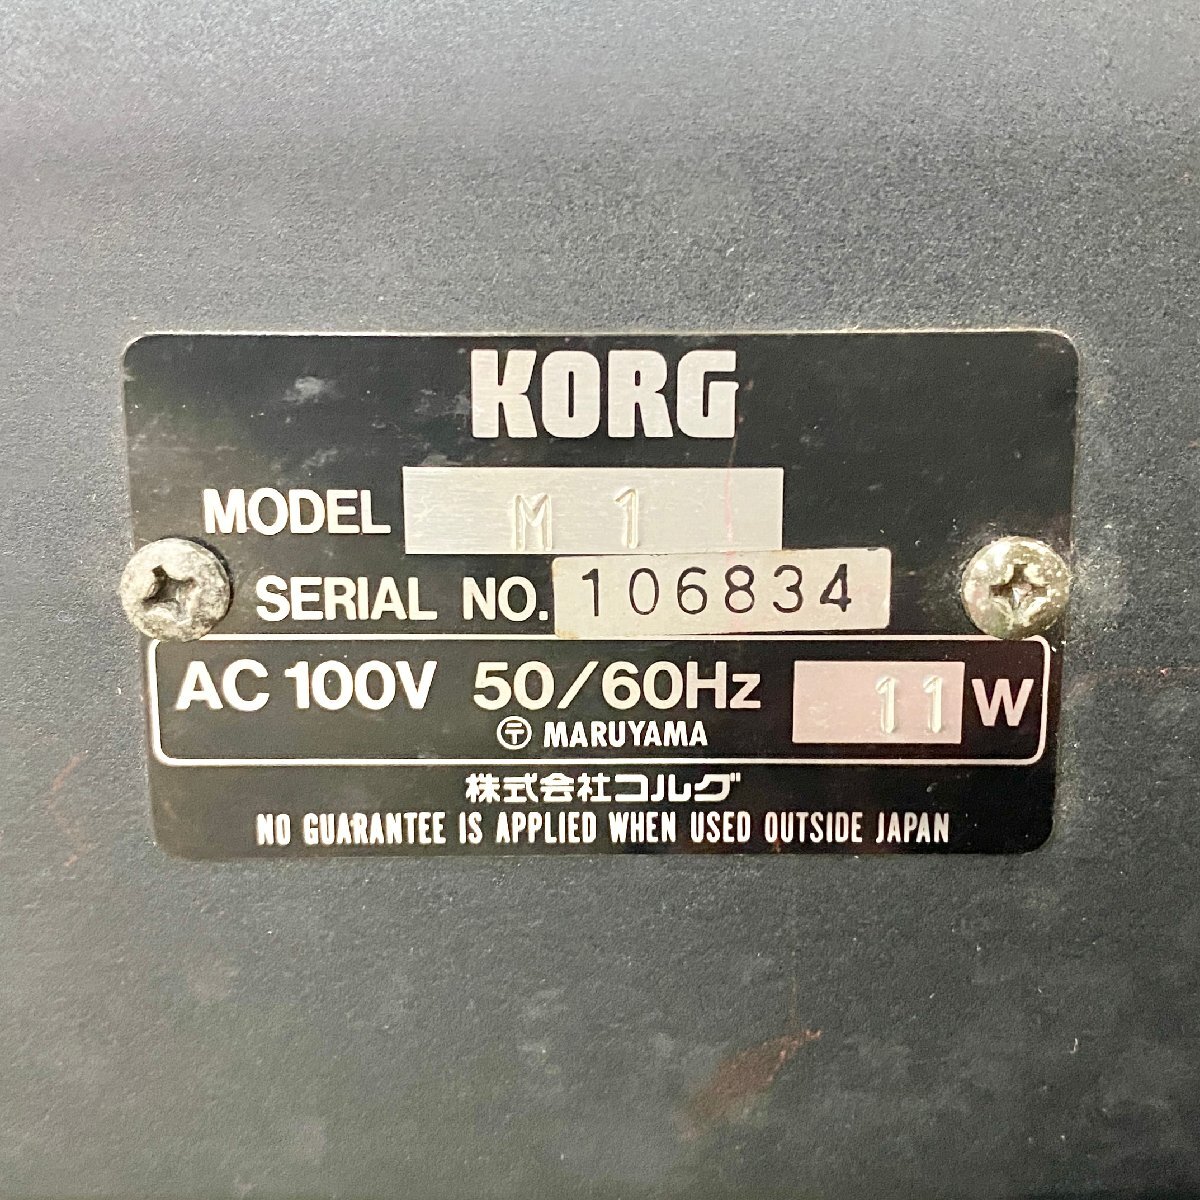 KORG
MODEL M 1
SERIAL NO. 106834
AC 100V 50/60Hz 11 W
〶 MARUYAMA
株式会社コルグ
NO GUARANTEE IS APPLIED WHEN USED OUTSIDE JAPAN